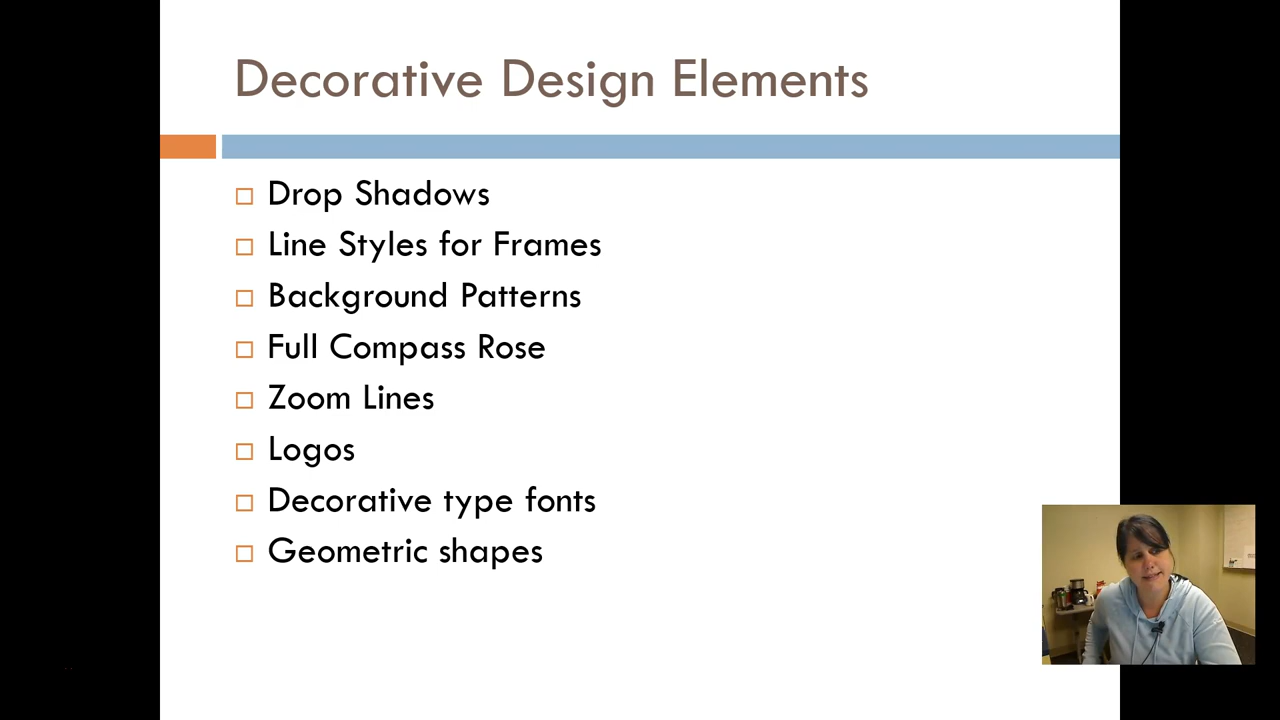 Decorative Design Elements
Drop Shadows
Line Styles for Frames
Background Patterns
Full Compass Rose
Zoom Lines
Logos
Decorative type fonts
Geometric shapes